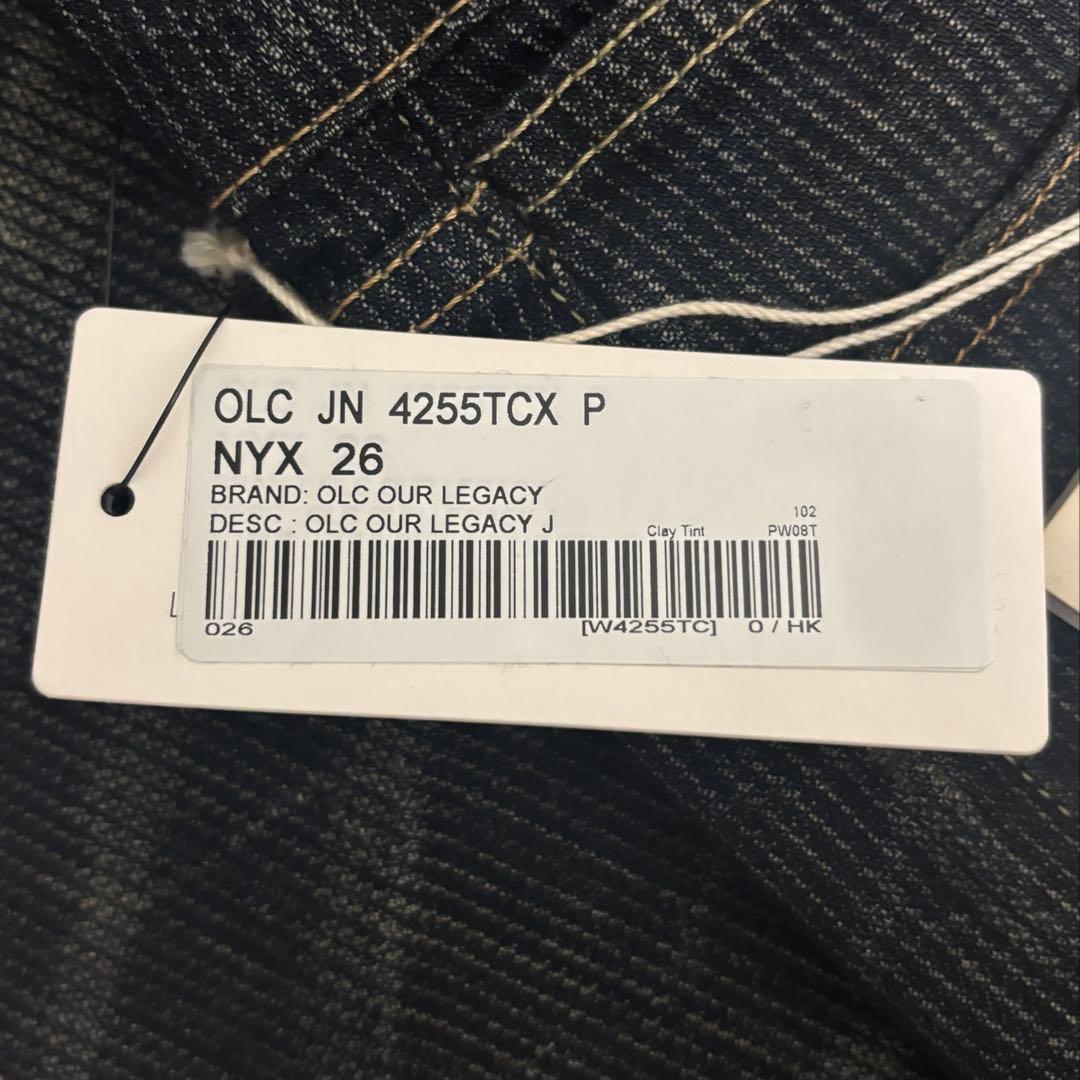 OLC JN 4255TCX P
NYX 26
BRAND: OLC OUR LEGACY
102
DESC : OLC OUR LEGACY J
Clay Tint PW08T
026 [W4255TC] 0 / HK